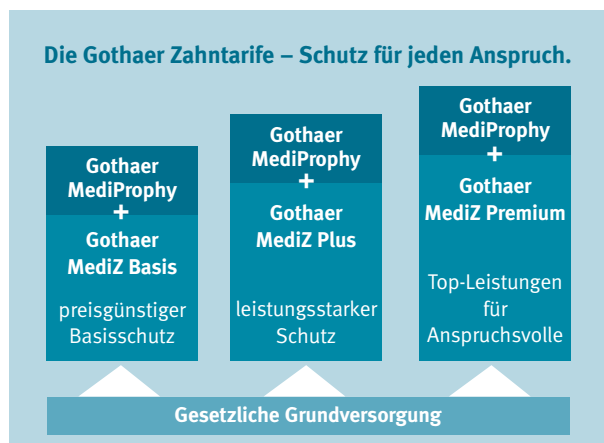 Die Gothaer Zahntarife – Schutz für jeden Anspruch.
Gothaer
MediProphy
+
Gothaer
MediZ Basis
preisgünstiger
Basisschutz
Gothaer
MediProphy
+
Gothaer
MediZ Plus
leistungsstarker
Schutz
Gothaer
MediProphy
+
Gothaer
MediZ Premium
Top-Leistungen
für
Anspruchsvolle
Gesetzliche Grundversorgung